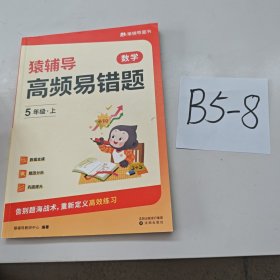 猿辅导图书
数学
猿辅导
高频易错题
5年级·上
告别题海战术，重新定义高效练习
猿辅导教研中心 编著
B5-8